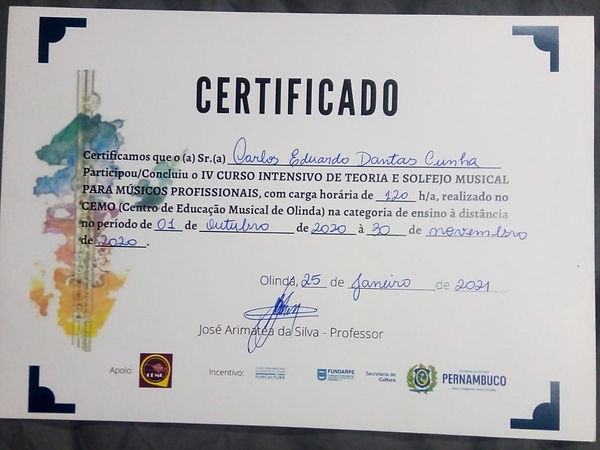 CERTIFICADO
Certificamos que o (a) Sr.(a) Carlos Eduardo Dantas Cunha
Participou/Concluiu o IV CURSO INTENSIVO DE TEORIA E SOLFEJO MUSICAL
PARA MÚSICOS PROFISSIONAIS, com carga horária de 120 h/a, realizado no
CEMO (Centro de Educação Musical de Olinda) na categoria de ensino à distância
no período de 01 de outubro de 2020 à 30 de novembro
de 2020.
Olinda, 25 de Janeiro de 2021
José Arimatéa da Silva - Professor
Apoio:
CEMO
Incentivo:
FUNCULTURA
FUNDARPE
Secretaria de
Cultura
PERNAMBUCO